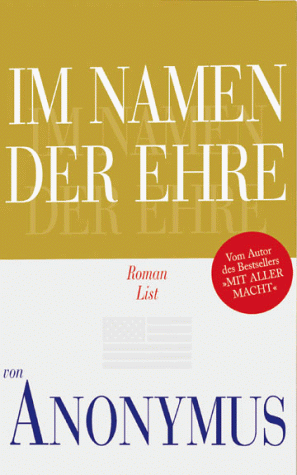 IM NAMEN
DER EHRE
Roman
List
Vom Autor
des Bestsellers
»MIT ALLER
MACHT«
von
ANONYMUS